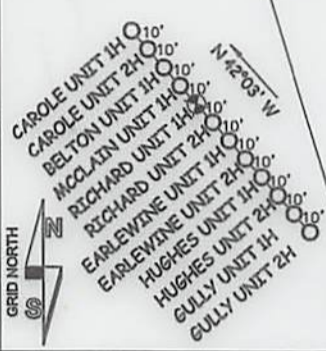 CAROLE UNIT 1H
CAROLE UNIT 2H
BELTON UNIT 1H
MCCLAIN UNIT 1H
RICHARD UNIT 1H
RICHARD UNIT 2H
EARLEWINE UNIT 1H
EARLEWINE UNIT 2H
HUGHES UNIT 1H
HUGHES UNIT 2H
GULLY UNIT 1H
GULLY UNIT 2H
10'
10'
10'
10'
10'
10'
10'
10'
10'
10'
10'
N 42°03' W
GRID NORTH
N
S